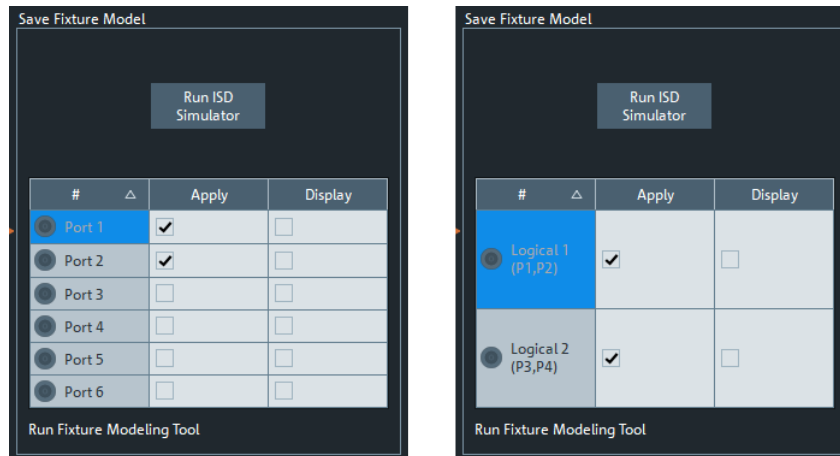 Save Fixture Model
Run ISD
Simulator
# Apply Display
Port 1
Port 2
Port 3
Port 4
Port 5
Port 6
Run Fixture Modeling Tool
Save Fixture Model
Run ISD
Simulator
# Apply Display
Logical 1
(P1,P2)
Logical 2
(P3,P4)
Run Fixture Modeling Tool